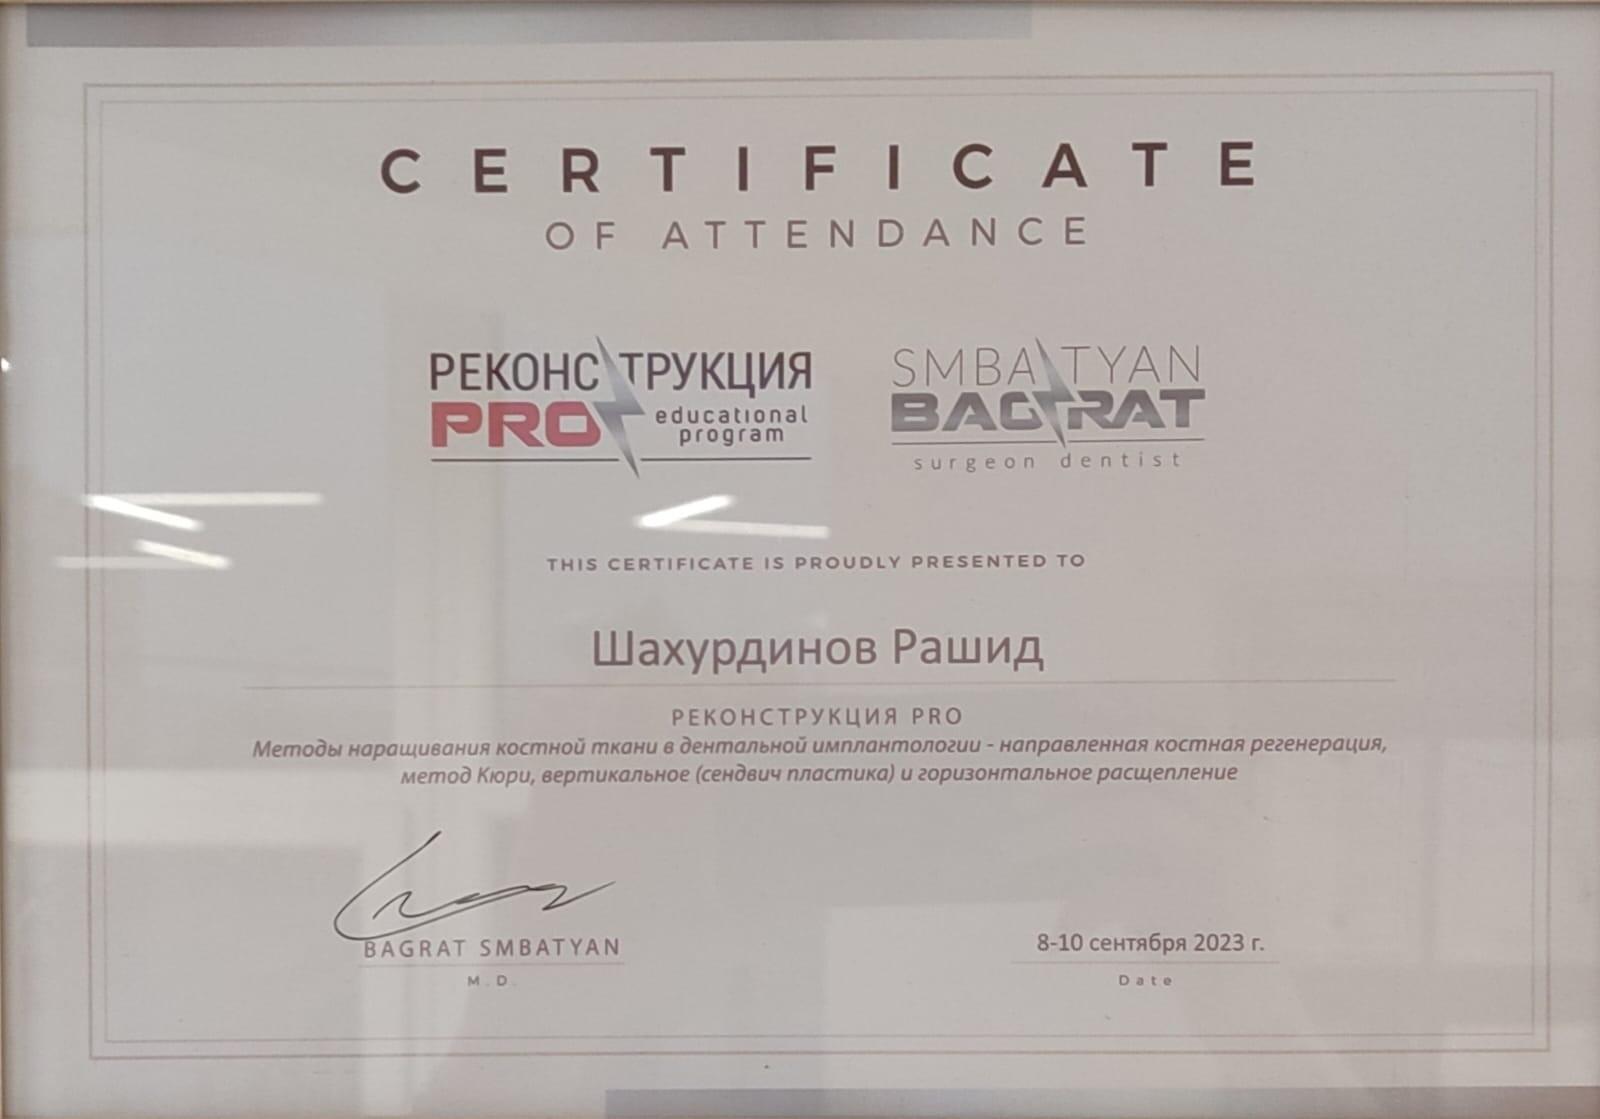 CERTIFICATE
OF ATTENDANCE
РЕКОНСТРУКЦИЯ
PRO educational
program
SMBATYAN
BAGRAT
surgeon dentist
THIS CERTIFICATE IS PROUDLY PRESENTED TO
Шахурдинов Рашид
РЕКОНСТРУКЦИЯ PRO
Методы наращивания костной ткани в дентальной имплантологии - направленная костная регенерация,
метод Кюри, вертикальное (сендвич пластика) и горизонтальное расщепление
BAGRAT SMBATYAN
M.D.
8-10 сентября 2023 г.
Date